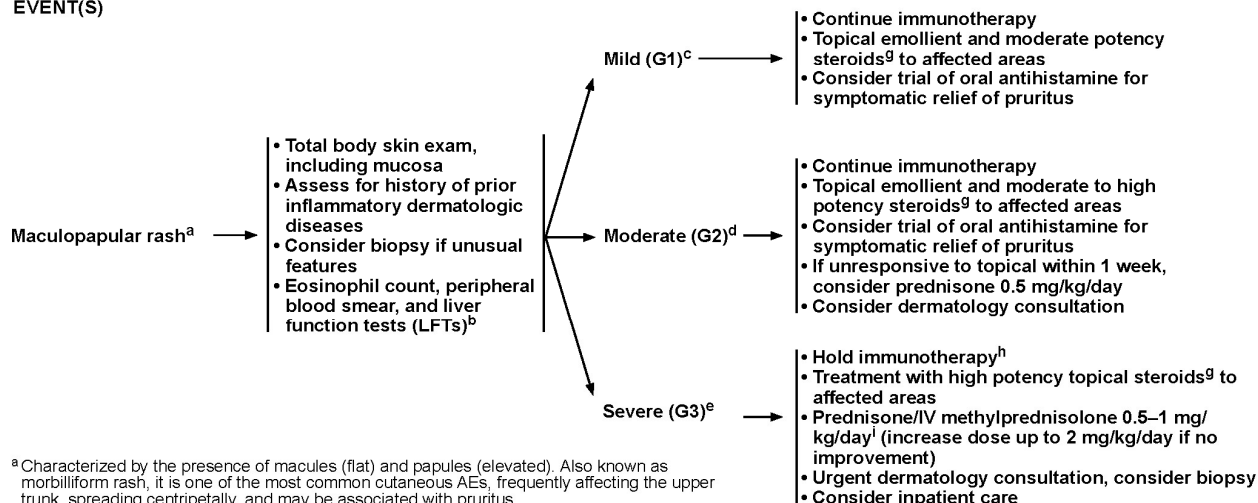 EVENT(S)
Maculopapular rashᵃ
• Total body skin exam,
including mucosa
• Assess for history of prior
inflammatory dermatologic
diseases
• Consider biopsy if unusual
features
• Eosinophil count, peripheral
blood smear, and liver
function tests (LFTs)ᵇ
Mild (G1)ᶜ
• Continue immunotherapy
• Topical emollient and moderate potency
steroidsᵍ to affected areas
• Consider trial of oral antihistamine for
symptomatic relief of pruritus
Moderate (G2)ᵈ
• Continue immunotherapy
• Topical emollient and moderate to high
potency steroidsᵍ to affected areas
• Consider trial of oral antihistamine for
symptomatic relief of pruritus
• If unresponsive to topical within 1 week,
consider prednisone 0.5 mg/kg/day
• Consider dermatology consultation
Severe (G3)ᵉ
• Hold immunotherapyʰ
• Treatment with high potency topical steroidsᵍ to
affected areas
• Prednisone/IV methylprednisolone 0.5–1 mg/
kg/dayⁱ (increase dose up to 2 mg/kg/day if no
improvement)
• Urgent dermatology consultation, consider biopsy
• Consider inpatient care
ᵃ Characterized by the presence of macules (flat) and papules (elevated). Also known as
morbilliform rash, it is one of the most common cutaneous AEs, frequently affecting the upper
trunk, spreading centripetally, and may be associated with pruritus.